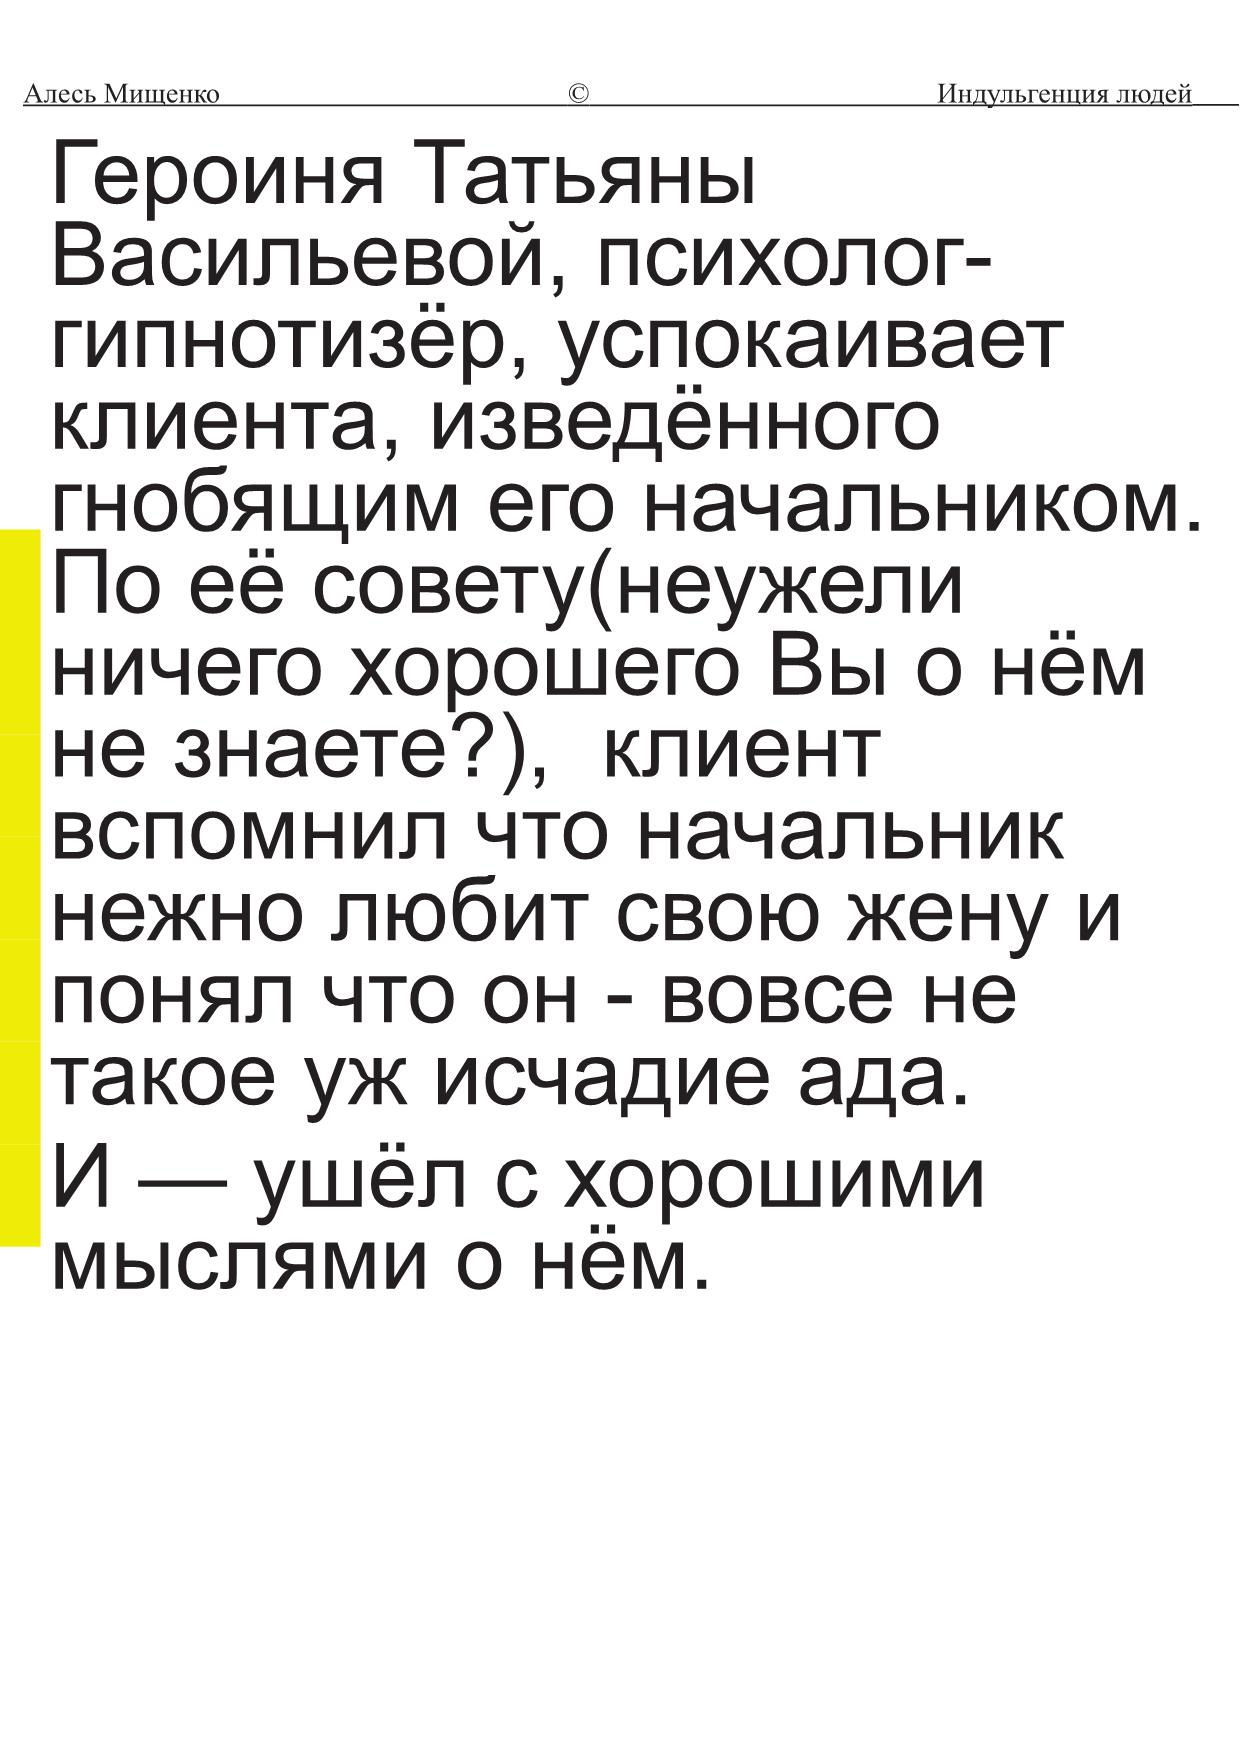 Алесь Мищенко © Индульгенция людей
Героиня Татьяны
Васильевой, психолог-
гипнотизёр, успокаивает
клиента, изведённого
гнобящим его начальником.
По её совету(неужели
ничего хорошего Вы о нём
не знаете?),  клиент
вспомнил что начальник
нежно любит свою жену и
понял что он - вовсе не
такое уж исчадие ада.
И — ушёл с хорошими
мыслями о нём.